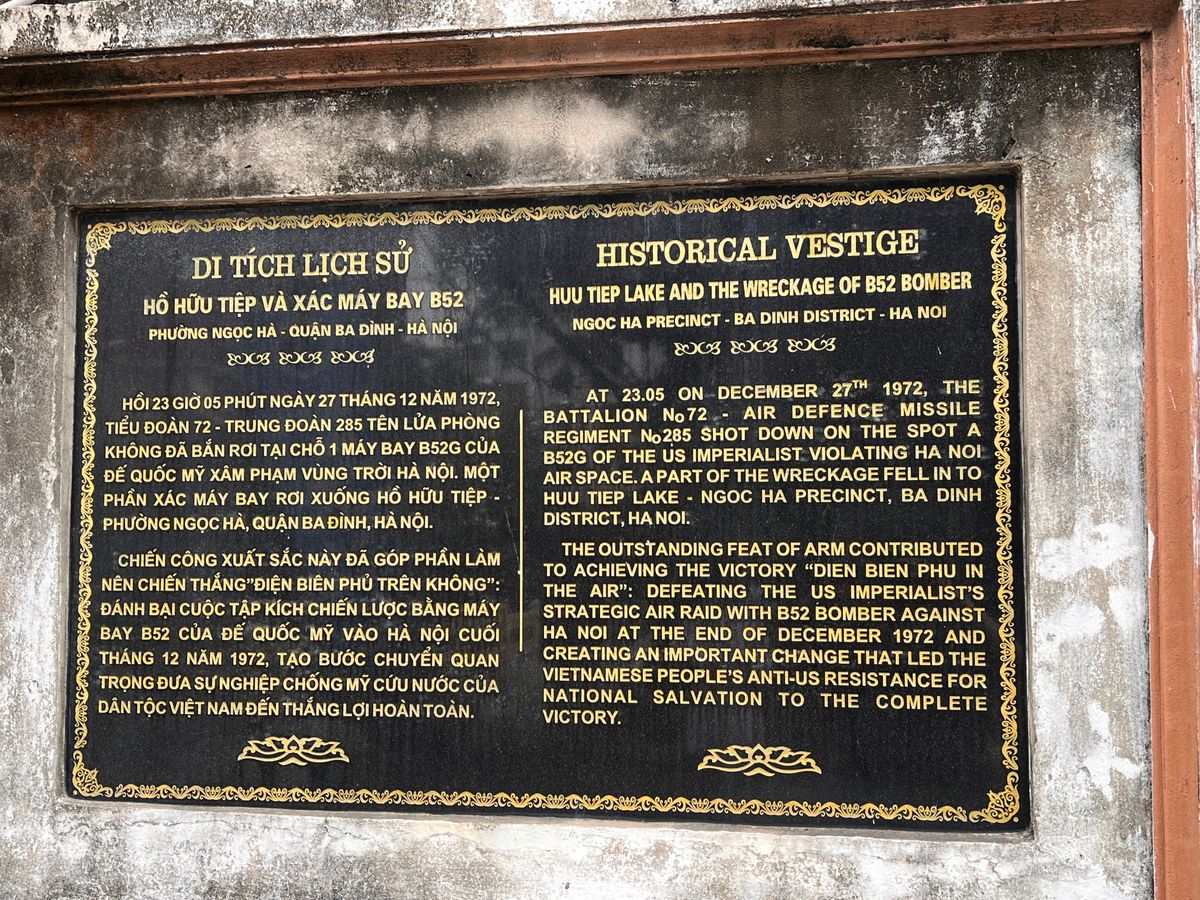 DI TÍCH LỊCH SỬ
HỒ HỮU TIỆP VÀ XÁC MÁY BAY B52
PHƯỜNG NGỌC HÀ - QUẬN BA ĐÌNH - HÀ NỘI
HỒI 23 GIỜ 05 PHÚT NGÀY 27 THÁNG 12 NĂM 1972,
TIỂU ĐOÀN 72 - TRUNG ĐOÀN 285 TÊN LỬA PHÒNG
KHÔNG ĐÃ BẮN RƠI TẠI CHỖ 1 MÁY BAY B52G CỦA
ĐẾ QUỐC MỸ XÂM PHẠM VÙNG TRỜI HÀ NỘI. MỘT
PHẦN XÁC MÁY BAY RƠI XUỐNG HỒ HỮU TIỆP -
PHƯỜNG NGỌC HÀ, QUẬN BA ĐÌNH, HÀ NỘI.
CHIẾN CÔNG XUẤT SẮC NÀY ĐÃ GÓP PHẦN LÀM
NÊN CHIẾN THẮNG"ĐIỆN BIÊN PHỦ TRÊN KHÔNG":
ĐÁNH BẠI CUỘC TẬP KÍCH CHIẾN LƯỢC BẰNG MÁY
BAY B52 CỦA ĐẾ QUỐC MỸ VÀO HÀ NỘI CUỐI
THÁNG 12 NĂM 1972, TẠO BƯỚC CHUYỂN QUAN
TRỌNG ĐƯA SỰ NGHIỆP CHỐNG MỸ CỨU NƯỚC CỦA
DÂN TỘC VIỆT NAM ĐẾN THẮNG LỢI HOÀN TOÀN.
HISTORICAL VESTIGE
HUU TIEP LAKE AND THE WRECKAGE OF B52 BOMBER
NGOC HA PRECINCT - BA DINH DISTRICT - HA NOI
AT 23.05 ON DECEMBER 27TH 1972, THE
BATTALION No72 - AIR DEFENCE MISSILE
REGIMENT No285 SHOT DOWN ON THE SPOT A
B52G OF THE US IMPERIALIST VIOLATING HA NOI
AIR SPACE. A PART OF THE WRECKAGE FELL IN TO
HUU TIEP LAKE - NGOC HA PRECINCT, BA DINH
DISTRICT, HA NOI.
THE OUTSTANDING FEAT OF ARM CONTRIBUTED
TO ACHIEVING THE VICTORY "DIEN BIEN PHU IN
THE AIR": DEFEATING THE US IMPERIALIST'S
STRATEGIC AIR RAID WITH B52 BOMBER AGAINST
HA NOI AT THE END OF DECEMBER 1972 AND
CREATING AN IMPORTANT CHANGE THAT LED THE
VIETNAMESE PEOPLE'S ANTI-US RESISTANCE FOR
NATIONAL SALVATION TO THE COMPLETE
VICTORY.